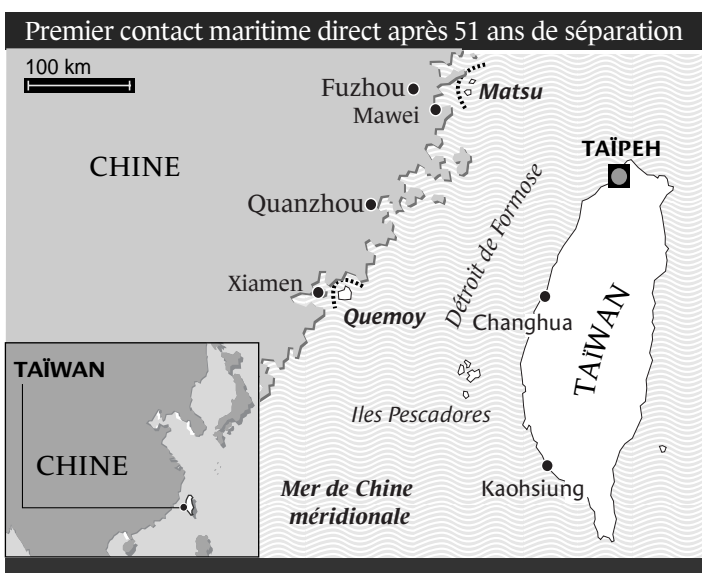 Premier contact maritime direct après 51 ans de séparation
100 km
Fuzhou
Matsu
Mawei
CHINE
TAÏPEH
Quanzhou
Détroit de Formose
Xiamen
Quemoy
Changhua
TAÏWAN
TAÏWAN
Iles Pescadores
CHINE
Mer de Chine
méridionale
Kaohsiung